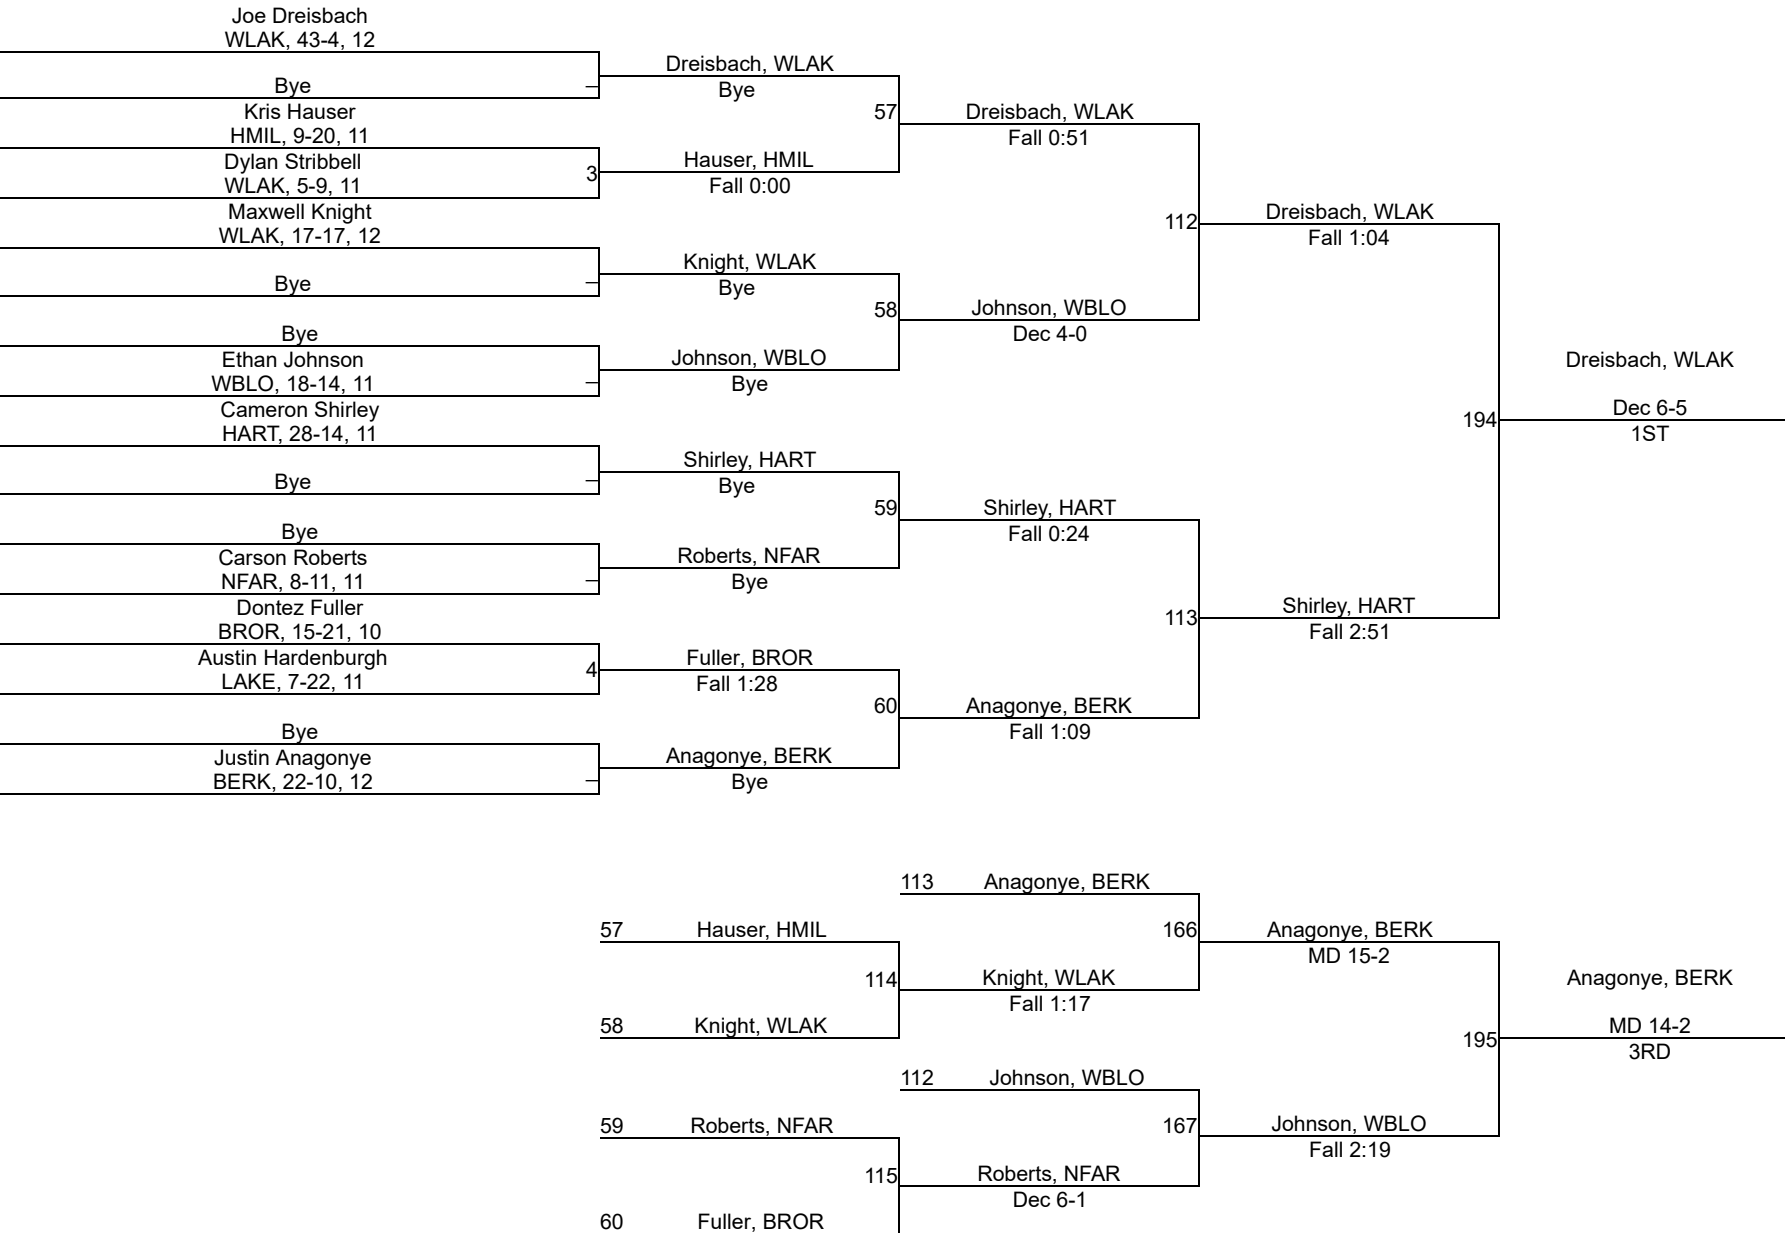 Joe Dreisbach
WLAK, 43-4, 12
Bye
Kris Hauser
HMIL, 9-20, 11
Dylan Stribbell
WLAK, 5-9, 11
3
Maxwell Knight
WLAK, 17-17, 12
Bye
Bye
Ethan Johnson
WBLO, 18-14, 11
Cameron Shirley
HART, 28-14, 11
Bye
Bye
Carson Roberts
NFAR, 8-11, 11
Dontez Fuller
BROR, 15-21, 10
Austin Hardenburgh
LAKE, 7-22, 11
4
Bye
Justin Anagonye
BERK, 22-10, 12
Dreisbach, WLAK
Bye
57
Hauser, HMIL
Fall 0:00
Knight, WLAK
Bye
58
Johnson, WBLO
Bye
Shirley, HART
Bye
59
Roberts, NFAR
Bye
Fuller, BROR
Fall 1:28
60
Anagonye, BERK
Bye
Dreisbach, WLAK
Fall 0:51
112
Johnson, WBLO
Dec 4-0
Shirley, HART
Fall 0:24
113
Anagonye, BERK
Fall 1:09
Dreisbach, WLAK
Fall 1:04
194
Shirley, HART
Fall 2:51
Dreisbach, WLAK
Dec 6-5
1ST
113 Anagonye, BERK
57 Hauser, HMIL
114
58 Knight, WLAK
Knight, WLAK
Fall 1:17
166
112 Johnson, WBLO
59 Roberts, NFAR
115
60 Fuller, BROR
Roberts, NFAR
Dec 6-1
167
Anagonye, BERK
MD 15-2
195
Johnson, WBLO
Fall 2:19
Anagonye, BERK
MD 14-2
3RD